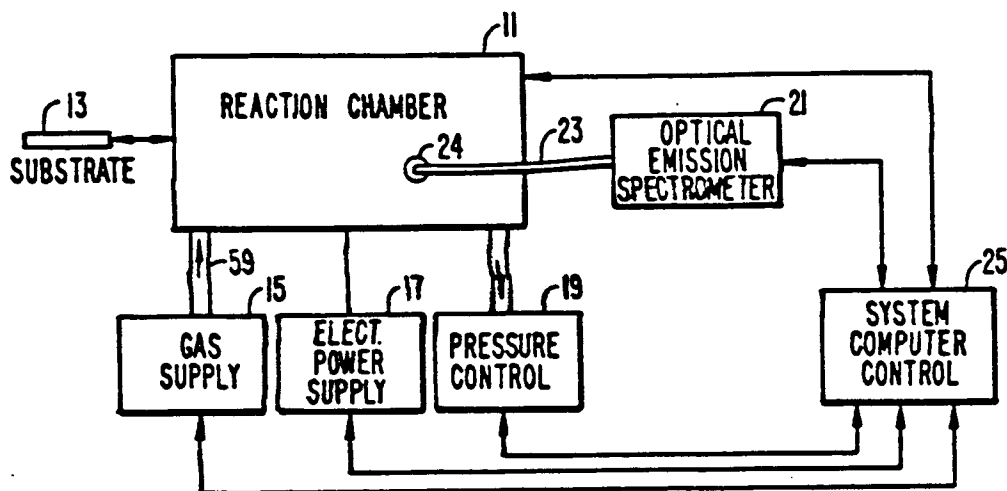 11
REACTION CHAMBER
13
SUBSTRATE
24
23
21
OPTICAL
EMISSION
SPECTROMETER
59
15
GAS
SUPPLY
17
ELECT.
POWER
SUPPLY
19
PRESSURE
CONTROL
25
SYSTEM
COMPUTER
CONTROL